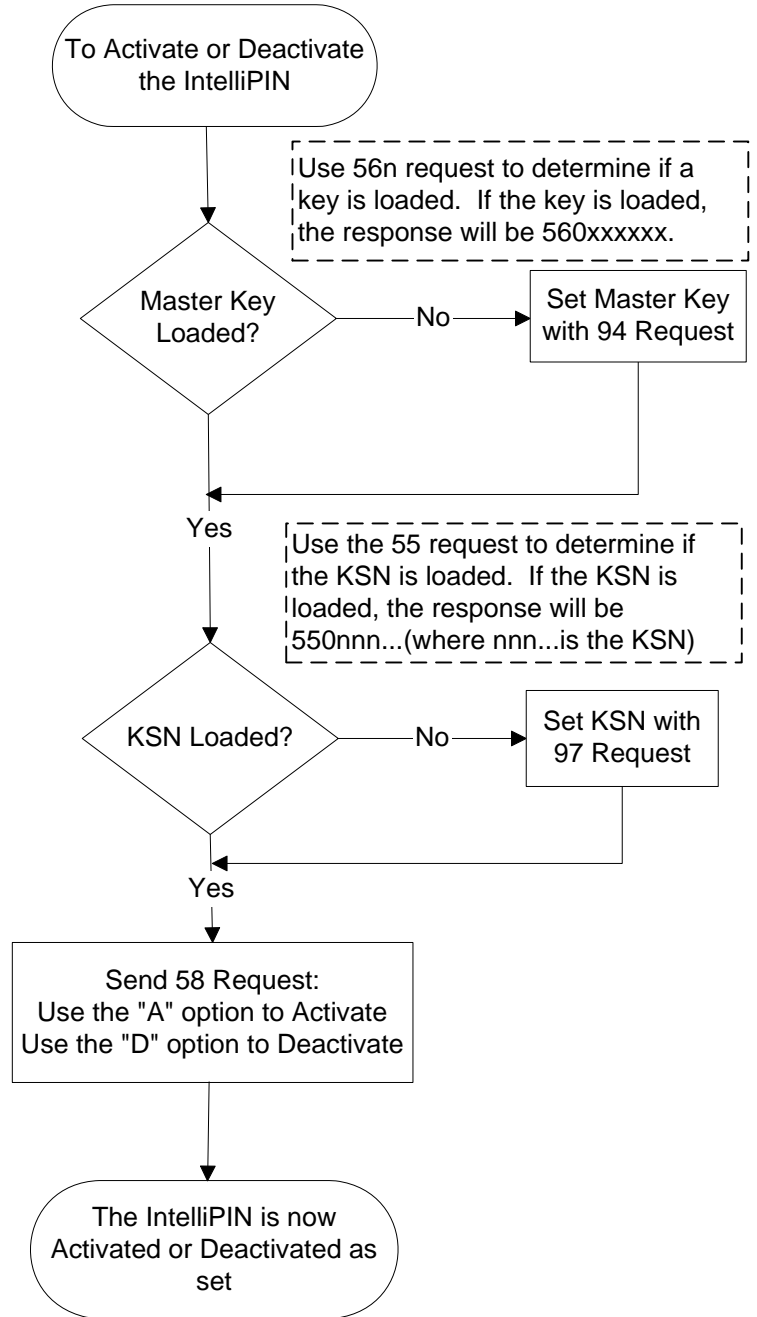 To Activate or Deactivate
the IntelliPIN
Use 56n request to determine if a
key is loaded.  If the key is loaded,
the response will be 560xxxxxx.
Master Key
Loaded?
No
Set Master Key
with 94 Request
Yes
Use the 55 request to determine if
the KSN is loaded.  If the KSN is
loaded, the response will be
550nnn...(where nnn...is the KSN)
KSN Loaded?
No
Set KSN with
97 Request
Yes
Send 58 Request:
Use the "A" option to Activate
Use the "D" option to Deactivate
The IntelliPIN is now
Activated or Deactivated as
set